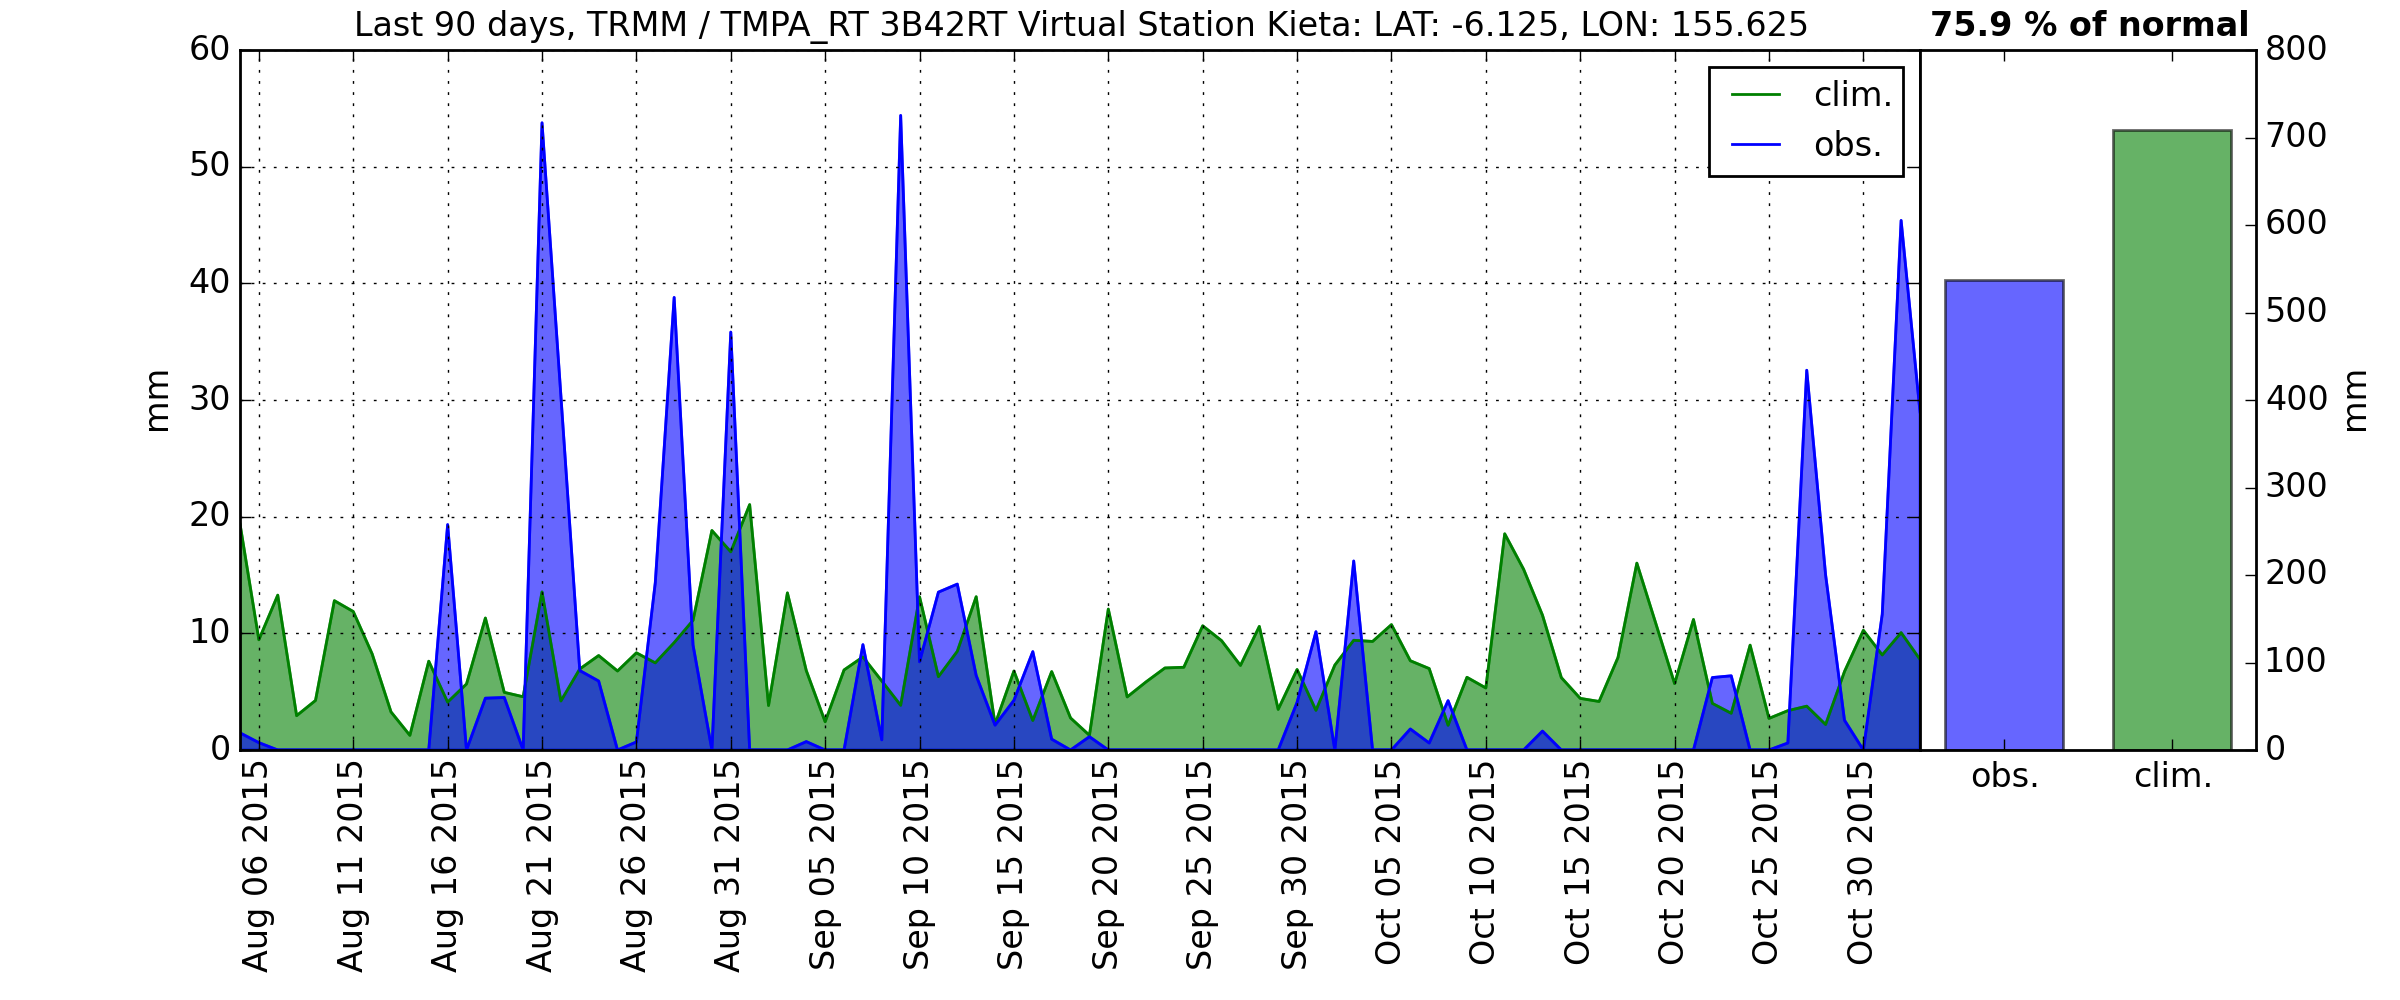 Last 90 days, TRMM / TMPA_RT 3B42RT Virtual Station Kieta: LAT: -6.125, LON: 155.625
75.9 % of normal
60
50
40
30
20
10
0
mm
clim.
obs.
800
700
600
500
400
300
200
100
0
mm
Aug 06 2015
Aug 11 2015
Aug 16 2015
Aug 21 2015
Aug 26 2015
Aug 31 2015
Sep 05 2015
Sep 10 2015
Sep 15 2015
Sep 20 2015
Sep 25 2015
Sep 30 2015
Oct 05 2015
Oct 10 2015
Oct 15 2015
Oct 20 2015
Oct 25 2015
Oct 30 2015
obs.
clim.